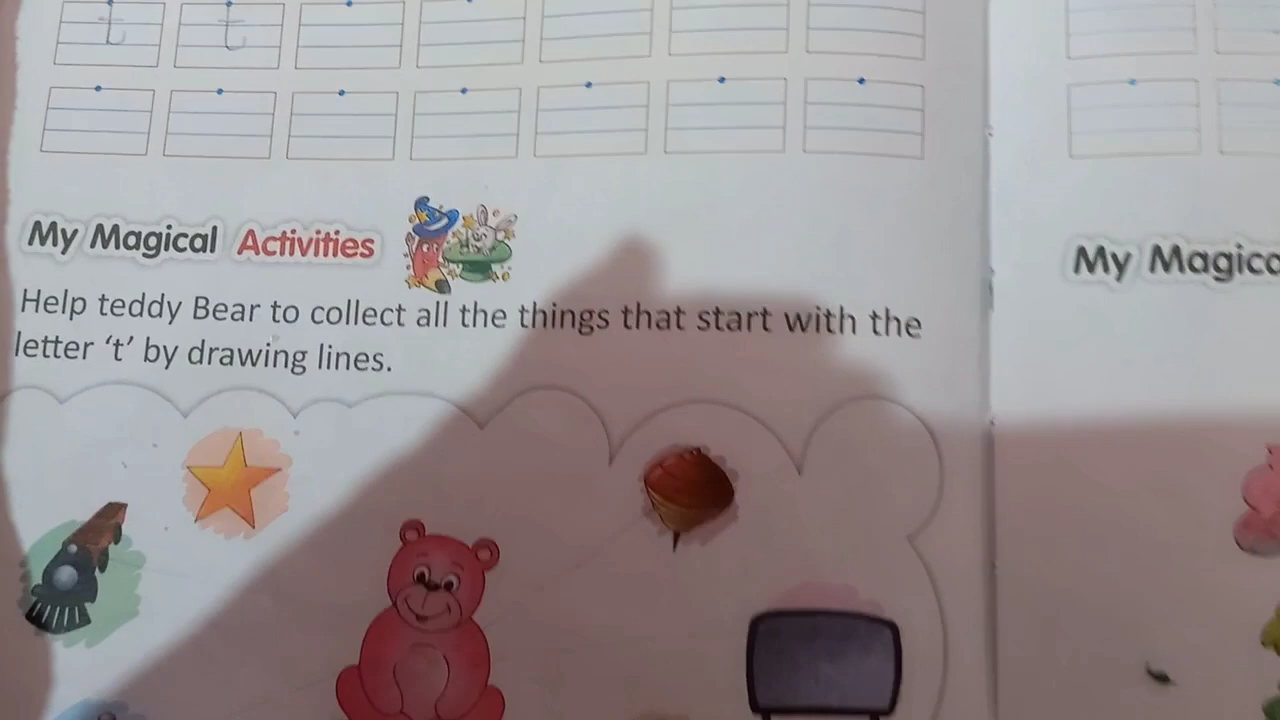 t t
My Magical Activities
Help teddy Bear to collect all the things that start with the
letter ‘t’ by drawing lines.
My